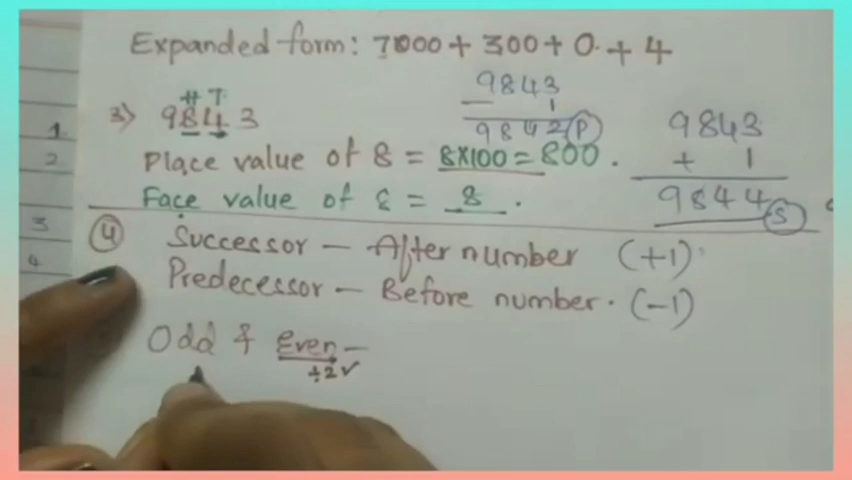 Expanded form: 7000 + 300 + 0 + 4
H T
3) 9843
9843
- 1
9842 P
9843
+ 1
9844 S
Place value of 8 = 8×100 = 800.
Face value of 8 = 8.
1
2
3
4
④ Successor – After number (+1)
Predecessor – Before number. (-1)
Odd & Even –
÷2✓